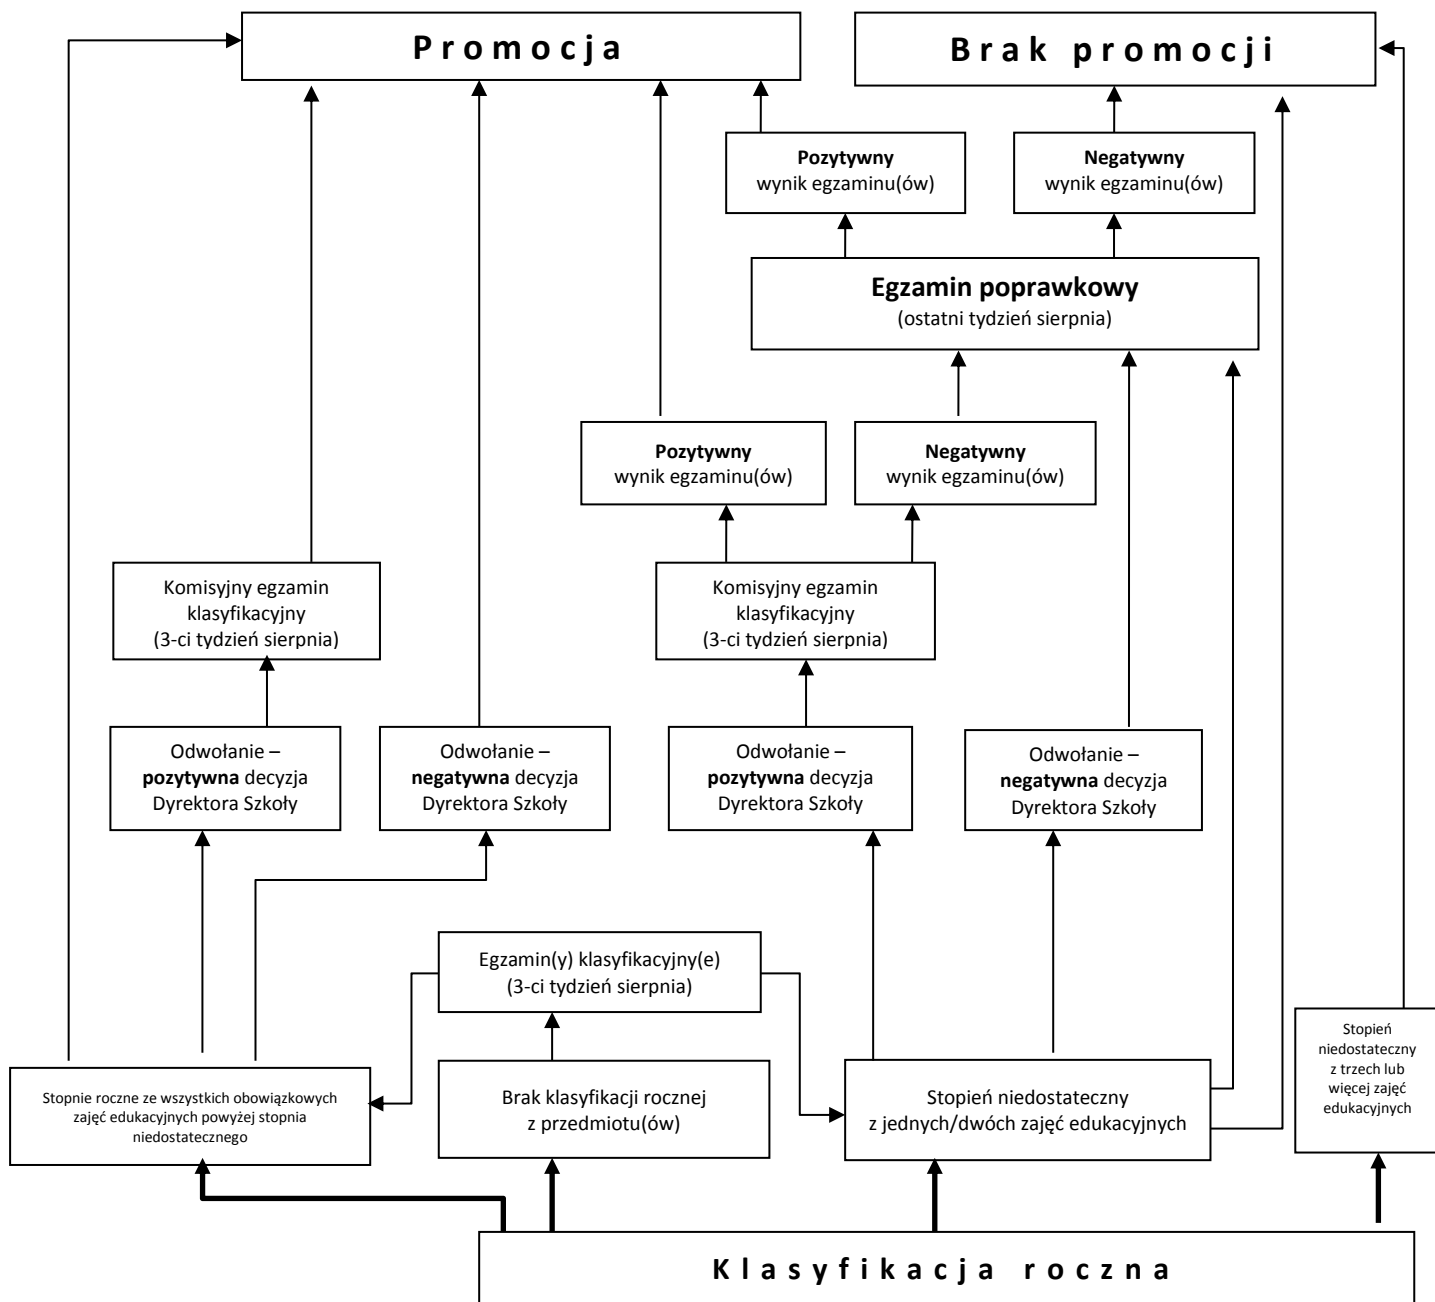 Promocja
Brak promocji
Pozytywny
wynik egzaminu(ów)
Negatywny
wynik egzaminu(ów)
Egzamin poprawkowy
(ostatni tydzień sierpnia)
Pozytywny
wynik egzaminu(ów)
Negatywny
wynik egzaminu(ów)
Komisyjny egzamin
klasyfikacyjny
(3-ci tydzień sierpnia)
Komisyjny egzamin
klasyfikacyjny
(3-ci tydzień sierpnia)
Odwołanie –
pozytywna decyzja
Dyrektora Szkoły
Odwołanie –
negatywna decyzja
Dyrektora Szkoły
Odwołanie –
pozytywna decyzja
Dyrektora Szkoły
Odwołanie –
negatywna decyzja
Dyrektora Szkoły
Egzamin(y) klasyfikacyjny(e)
(3-ci tydzień sierpnia)
Stopnie roczne ze wszystkich obowiązkowych
zajęć edukacyjnych powyżej stopnia
niedostatecznego
Brak klasyfikacji rocznej
z przedmiotu(ów)
Stopień niedostateczny
z jednych/dwóch zajęć edukacyjnych
Stopień
niedostateczny
z trzech lub
więcej zajęć
edukacyjnych
Klasyfikacja roczna